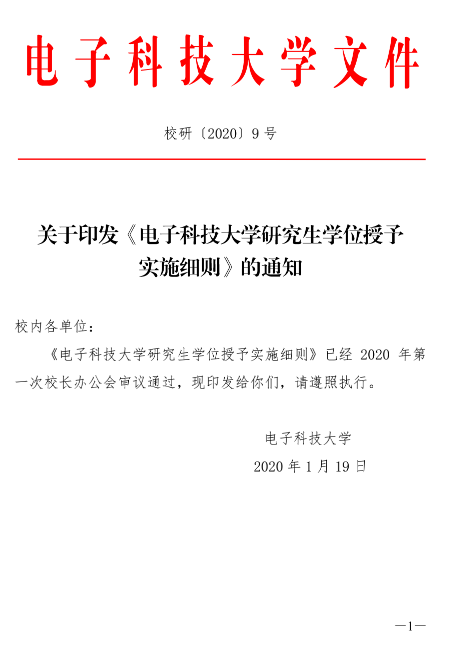 电子科技大学文件
校研〔2020〕9号
关于印发《电子科技大学研究生学位授予
实施细则》的通知
校内各单位：
《电子科技大学研究生学位授予实施细则》已经 2020 年第
一次校长办公会审议通过，现印发给你们，请遵照执行。
电子科技大学
2020 年 1 月 19 日
—1—